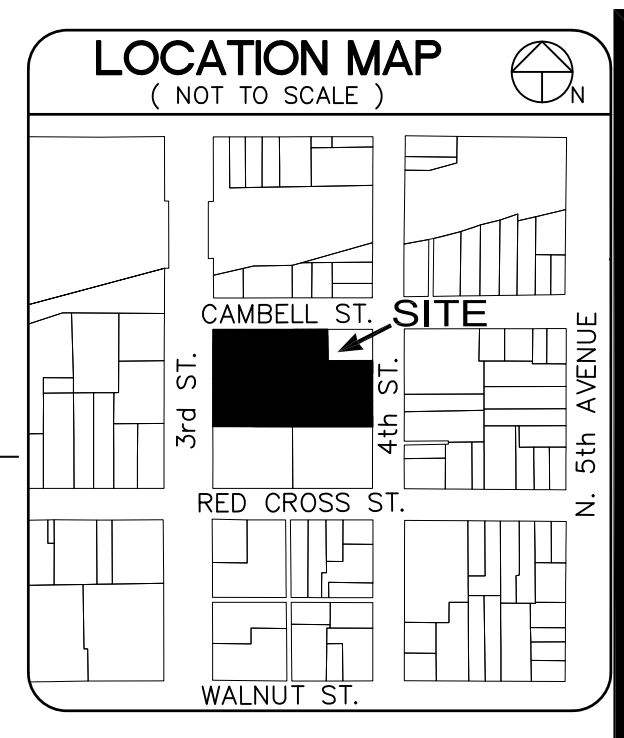 LOCATION MAP
( NOT TO SCALE )
N
CAMBELL ST.
SITE
3rd ST.
4th ST.
N. 5th AVENUE
RED CROSS ST.
WALNUT ST.